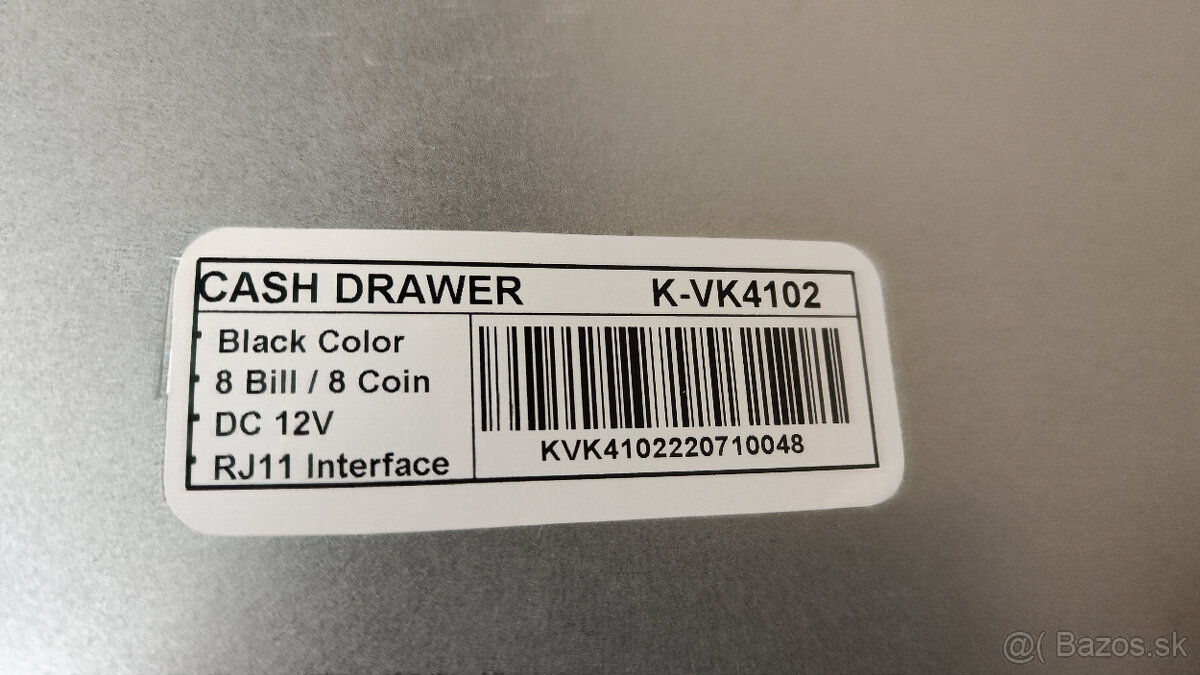 CASH DRAWER K-VK4102
Black Color
8 Bill / 8 Coin
DC 12V
RJ11 Interface
KVK4102220710048
@( Bazos.sk